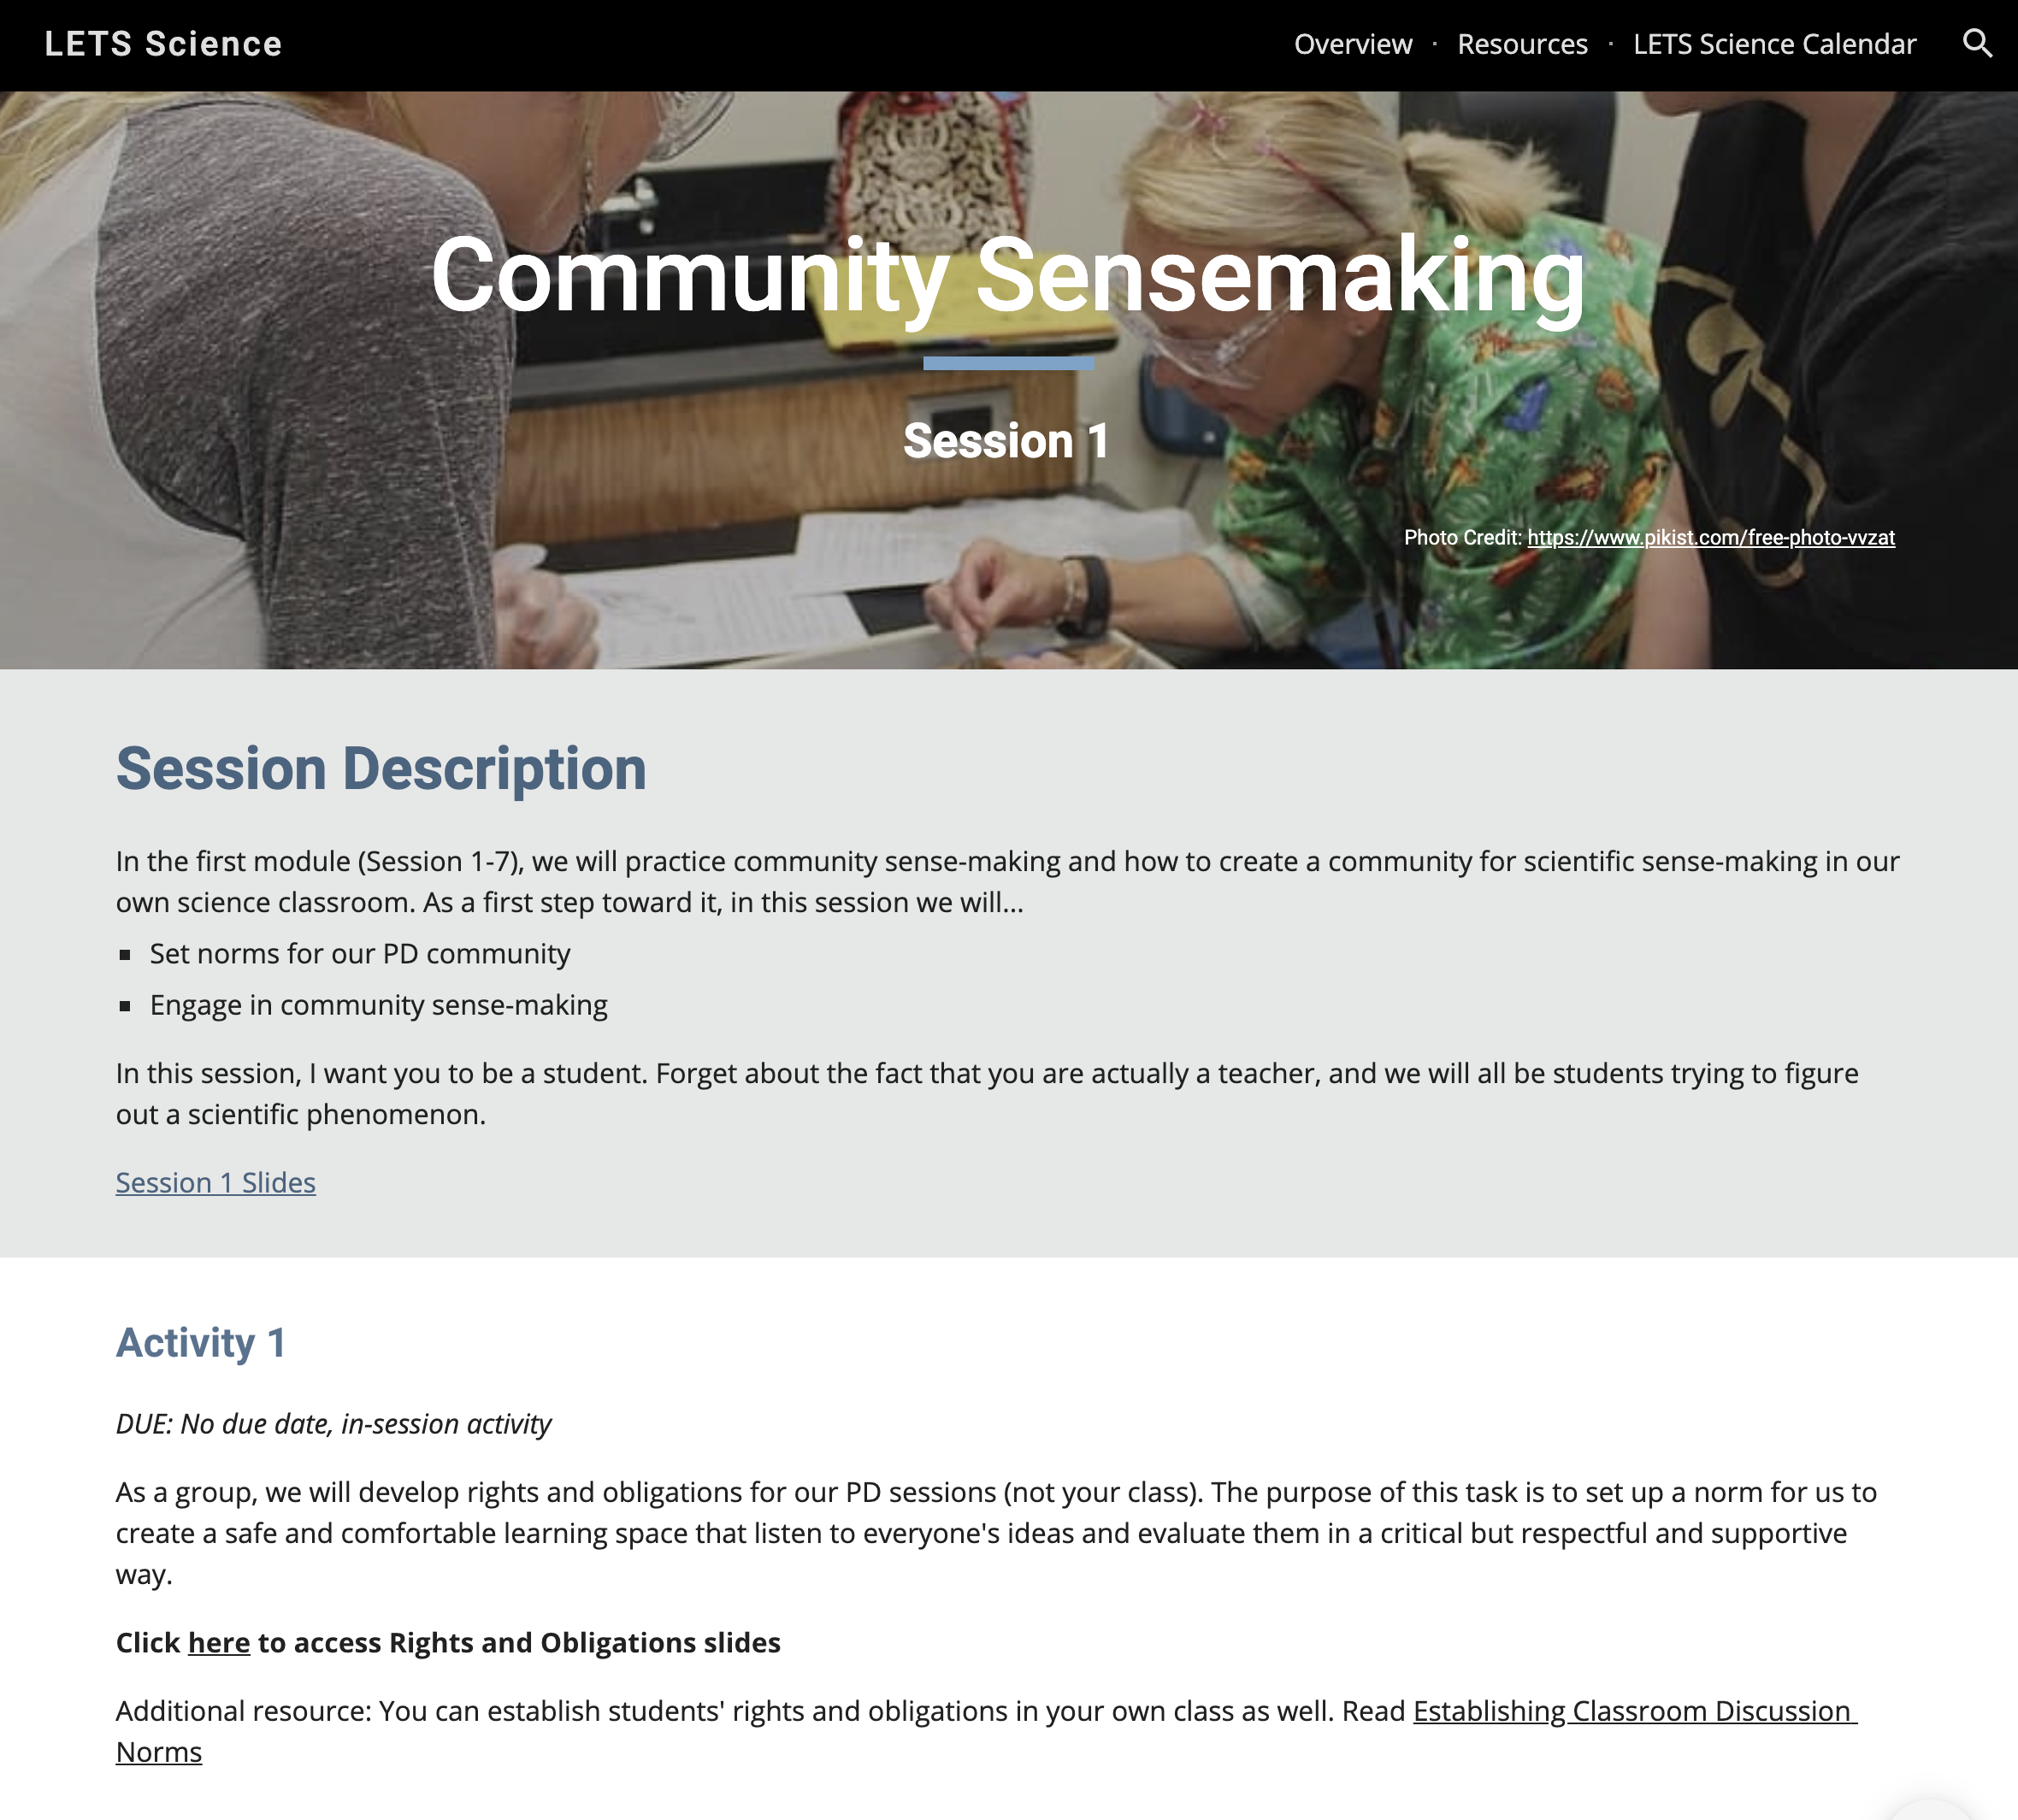 LETS Science
Overview · Resources · LETS Science Calendar
Community Sensemaking
Session 1
Photo Credit: https://www.pikist.com/free-photo-vvzat
Session Description
In the first module (Session 1-7), we will practice community sense-making and how to create a community for scientific sense-making in our
own science classroom. As a first step toward it, in this session we will...
▪ Set norms for our PD community
▪ Engage in community sense-making
In this session, I want you to be a student. Forget about the fact that you are actually a teacher, and we will all be students trying to figure
out a scientific phenomenon.
Session 1 Slides
Activity 1
DUE: No due date, in-session activity
As a group, we will develop rights and obligations for our PD sessions (not your class). The purpose of this task is to set up a norm for us to
create a safe and comfortable learning space that listen to everyone's ideas and evaluate them in a critical but respectful and supportive
way.
Click here to access Rights and Obligations slides
Additional resource: You can establish students' rights and obligations in your own class as well. Read Establishing Classroom Discussion
Norms